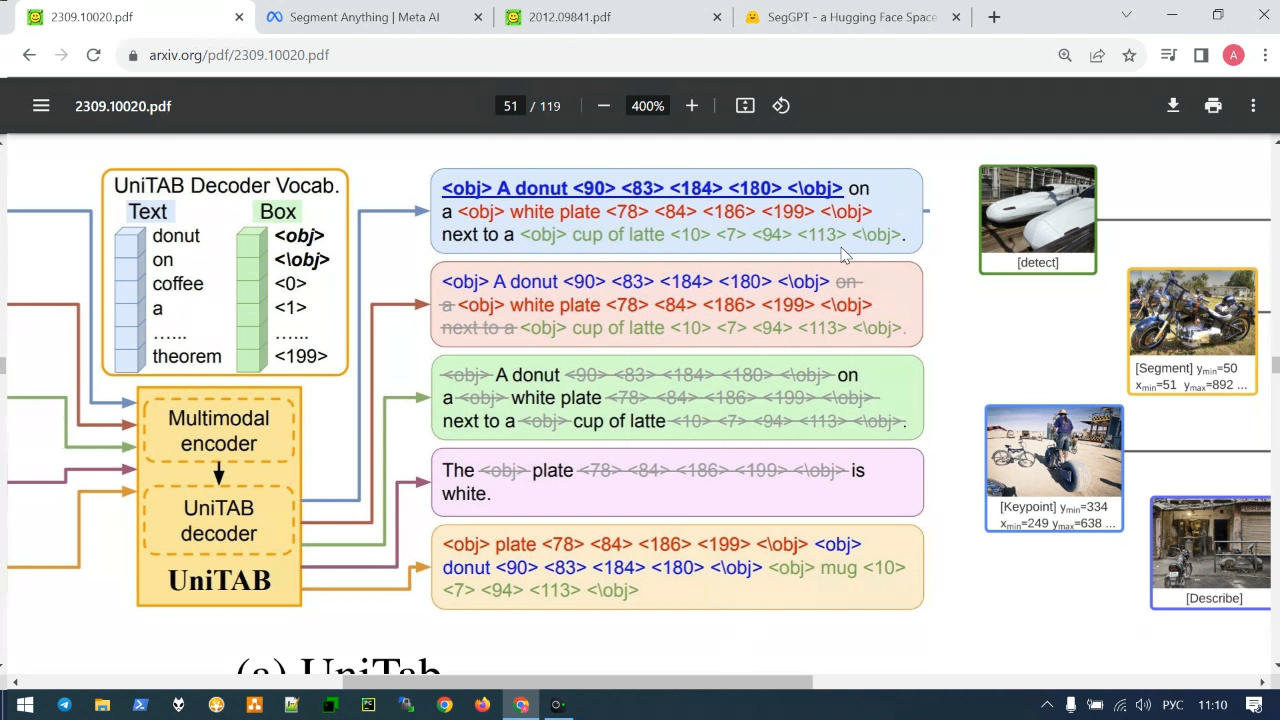 2309.10020.pdf
Segment Anything | Meta AI
2012.09841.pdf
SegGPT - a Hugging Face Space
arxiv.org/pdf/2309.10020.pdf
A
2309.10020.pdf
51 / 119
400%
UniTAB Decoder Vocab.
Text Box
donut <obj>
on <\obj>
coffee <0>
a <1>
...... ......
theorem <199>
Multimodal
encoder
UniTAB
decoder
UniTAB
<obj> A donut <90> <83> <184> <180> <\obj> on
a <obj> white plate <78> <84> <186> <199> <\obj>
next to a <obj> cup of latte <10> <7> <94> <113> <\obj>.
<obj> A donut <90> <83> <184> <180> <\obj> on
a <obj> white plate <78> <84> <186> <199> <\obj>
next to a <obj> cup of latte <10> <7> <94> <113> <\obj>.
<obj> A donut <90> <83> <184> <180> <\obj> on
a <obj> white plate <78> <84> <186> <199> <\obj>
next to a <obj> cup of latte <10> <7> <94> <113> <\obj>.
The <obj> plate <78> <84> <186> <199> <\obj> is
white.
<obj> plate <78> <84> <186> <199> <\obj> <obj>
donut <90> <83> <184> <180> <\obj> <obj> mug <10>
<7> <94> <113> <\obj>
[detect]
[Segment] ymin=50
xmin=51 ymax=892 ...
[Keypoint] ymin=334
xmin=249 ymax=638 ...
[Describe]
(a) UniTab
РУС 11:10